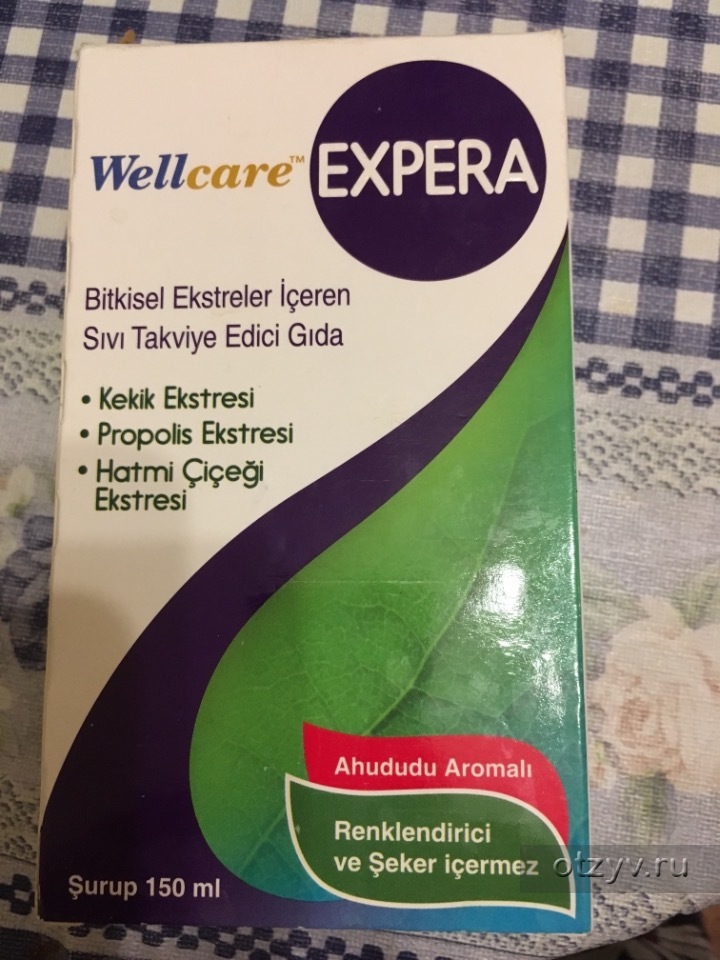 Wellcare™ EXPERA
Bitkisel Ekstreler İçeren
Sıvı Takviye Edici Gıda
• Kekik Ekstresi
• Propolis Ekstresi
• Hatmi Çiçeği
Ekstresi
Ahududu Aromalı
Renklendirici
ve Şeker içermez
Şurup 150 ml
otzyv.ru